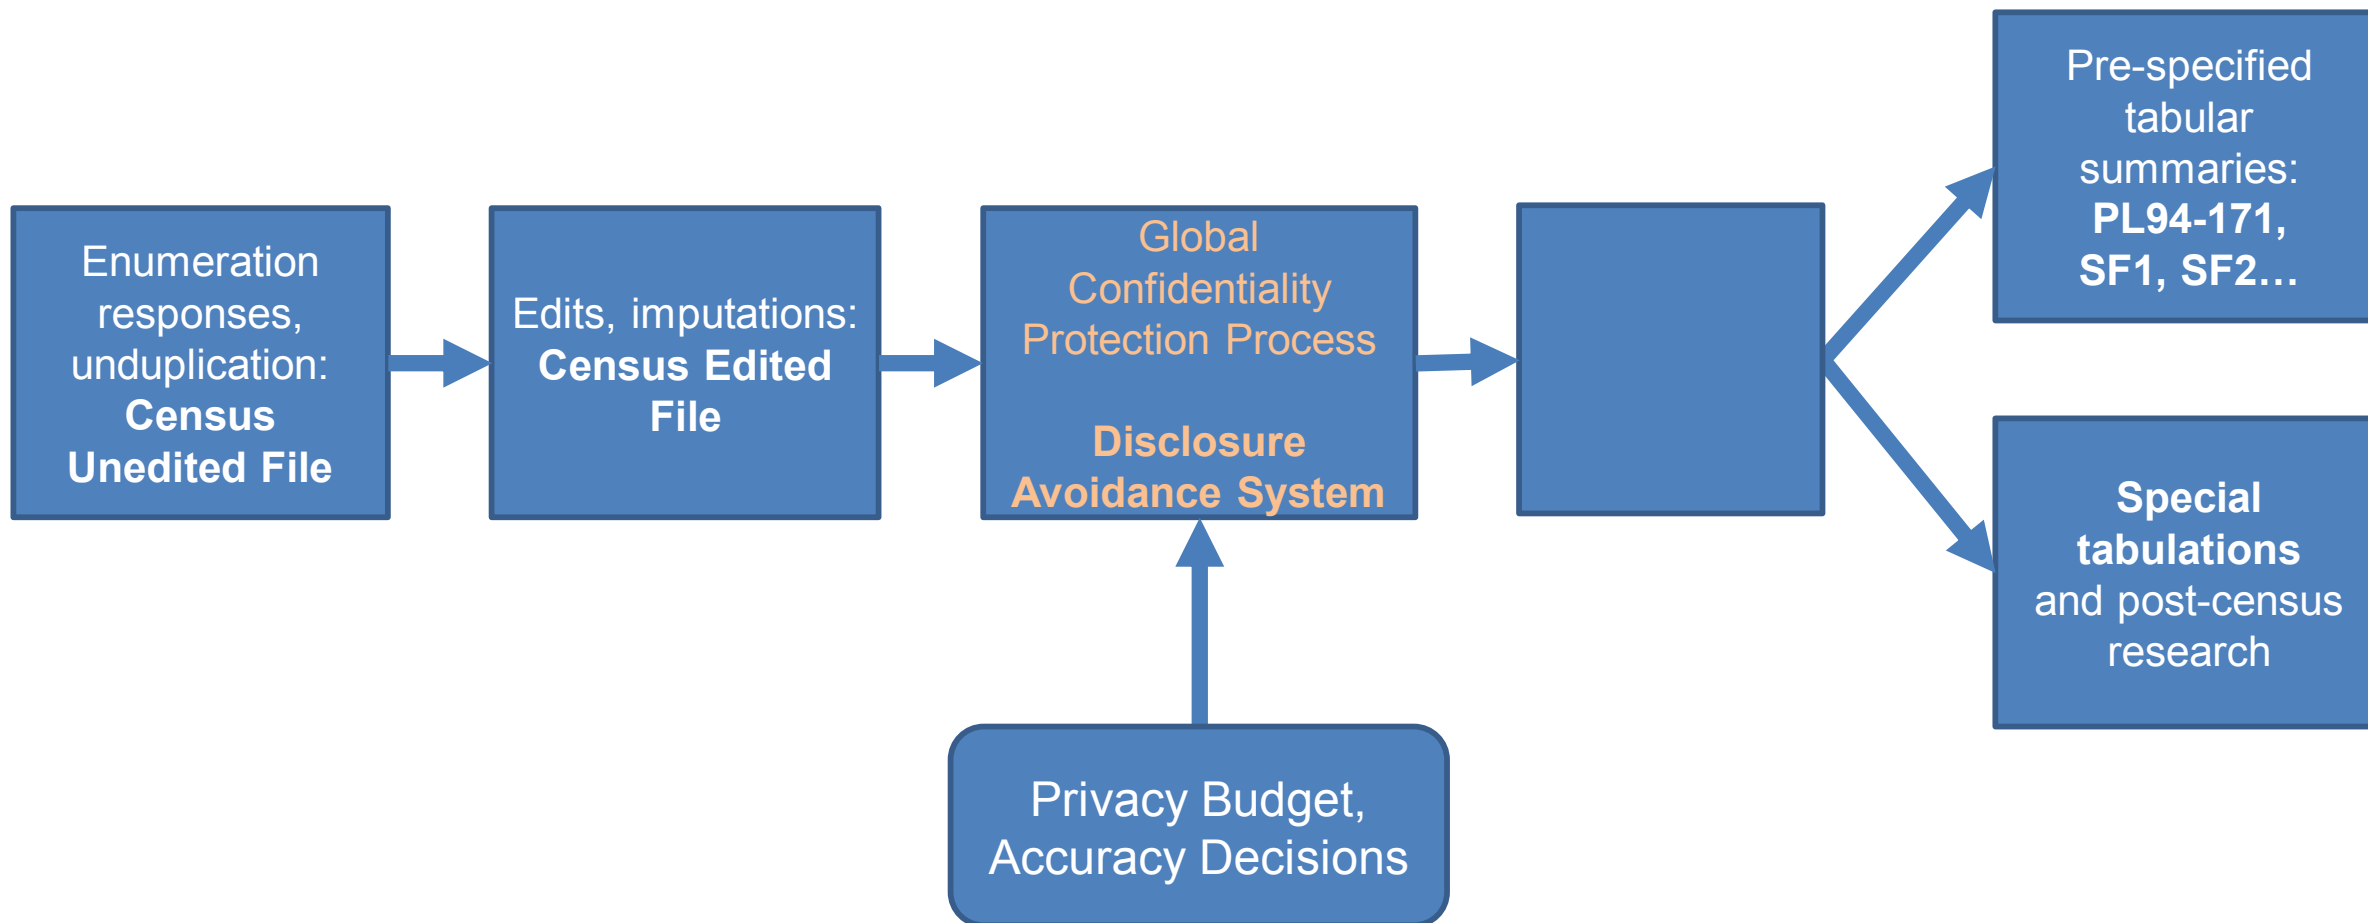 Enumeration
responses,
unduplication:
Census
Unedited File
Edits, imputations:
Census Edited
File
Global
Confidentiality
Protection Process
Disclosure
Avoidance System
Privacy Budget,
Accuracy Decisions
Pre-specified
tabular
summaries:
PL94-171,
SF1, SF2…
Special
tabulations
and post-census
research